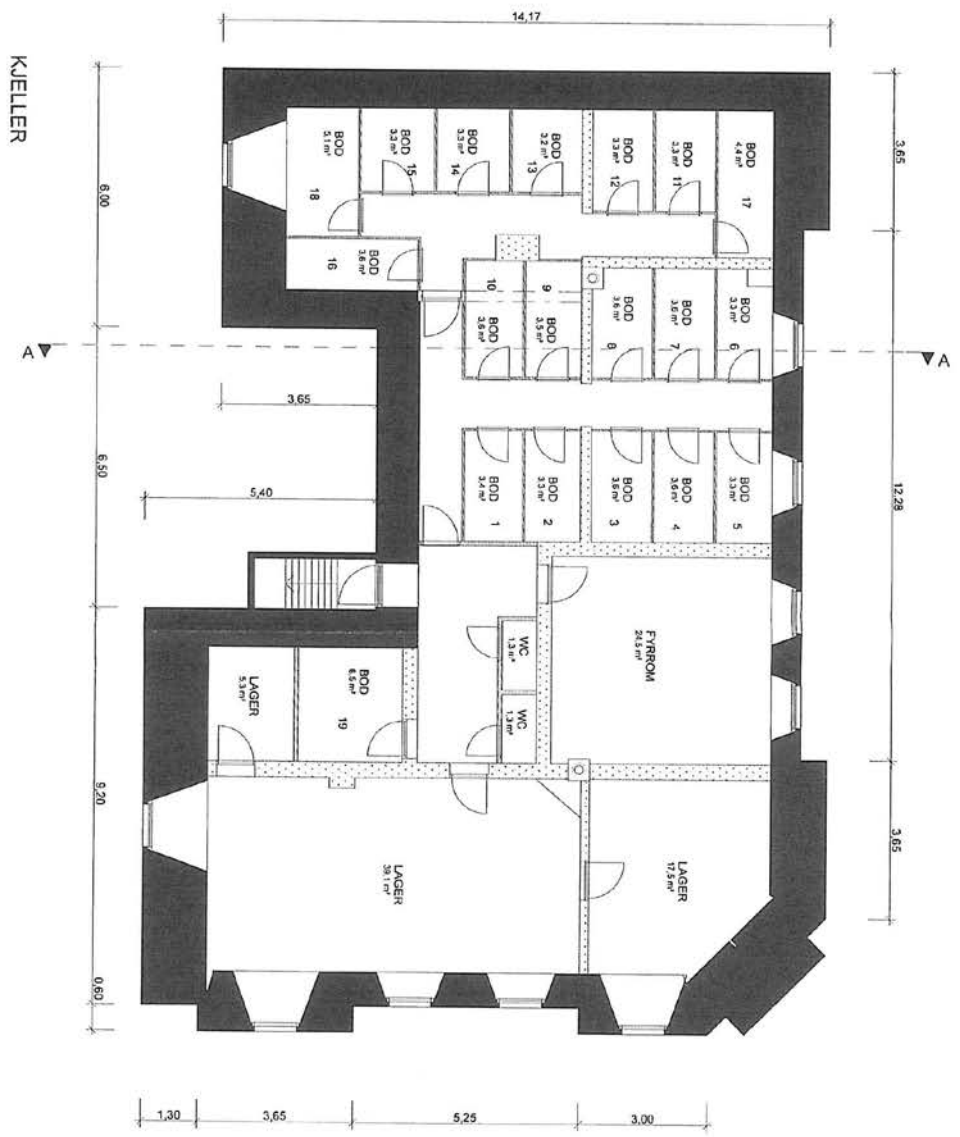 KJELLER
14,17
3,65
12,28
3,65
6,00
6,50
9,20
0,60
3,65
5,40
1,30
3,65
5,25
3,00
A
A
BOD
5,1 m²
18
BOD
3,3 m²
15
BOD
3,3 m²
14
BOD
3,2 m²
13
BOD
3,3 m²
12
BOD
3,3 m²
11
BOD
4,4 m²
17
BOD
3,6 m²
16
BOD
3,6 m²
10
BOD
3,5 m²
9
BOD
3,6 m²
8
BOD
3,6 m²
7
BOD
3,3 m²
6
BOD
3,4 m²
1
BOD
3,3 m²
2
BOD
3,6 m²
3
BOD
3,6 m²
4
BOD
3,3 m²
5
FYRROM
24,5 m²
WC
1,3 m²
WC
1,3 m²
LAGER
5,3 m²
BOD
6,5 m²
19
LAGER
39,1 m²
LAGER
17,5 m²